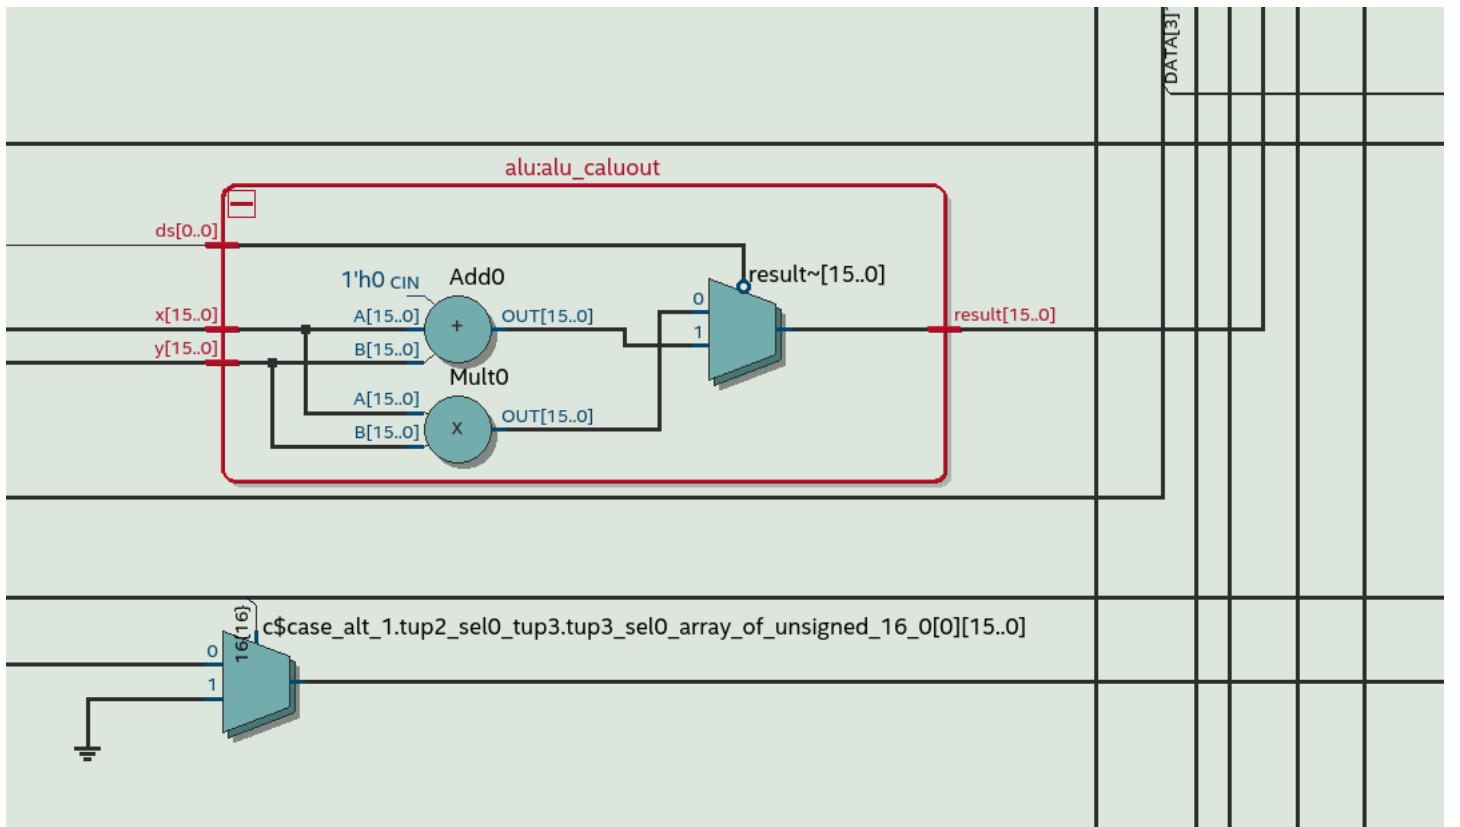 DATA[3]
alu:alu_caluout
ds[0..0]
1'h0 CIN
Add0
result~[15..0]
x[15..0]
A[15..0]
+
OUT[15..0]
0
result[15..0]
y[15..0]
B[15..0]
1
Mult0
A[15..0]
x
OUT[15..0]
B[15..0]
16{16}
c$case_alt_1.tup2_sel0_tup3.tup3_sel0_array_of_unsigned_16_0[0][15..0]
0
1